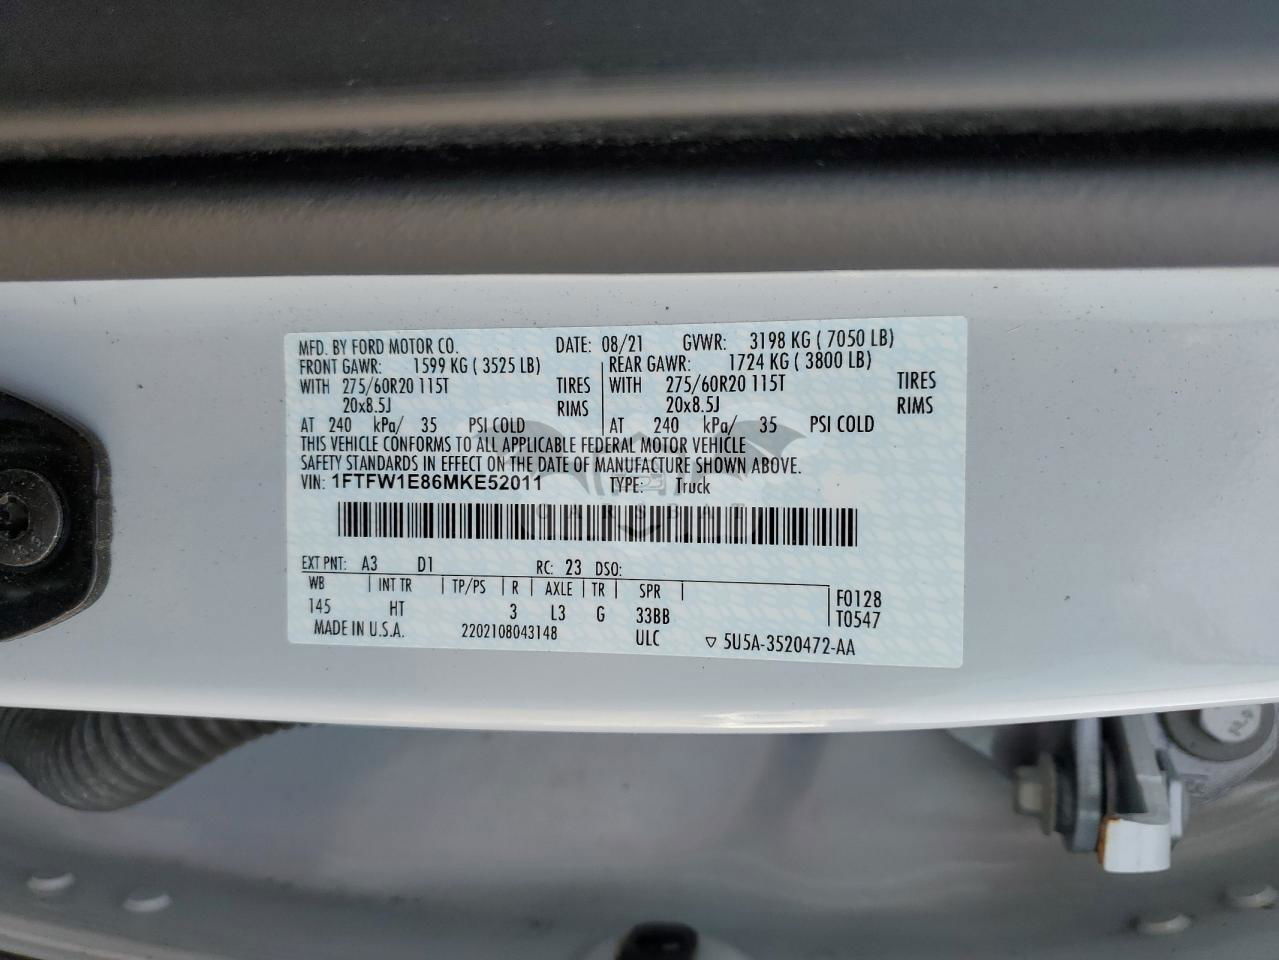 MFD. BY FORD MOTOR CO. DATE: 08/21 GVWR: 3198 KG ( 7050 LB)
FRONT GAWR: 1599 KG ( 3525 LB) REAR GAWR: 1724 KG ( 3800 LB)
WITH 275/60R20 115T TIRES WITH 275/60R20 115T TIRES
20x8.5J RIMS 20x8.5J RIMS
AT 240 kPa/ 35 PSI COLD AT 240 kPa/ 35 PSI COLD
THIS VEHICLE CONFORMS TO ALL APPLICABLE FEDERAL MOTOR VEHICLE
SAFETY STANDARDS IN EFFECT ON THE DATE OF MANUFACTURE SHOWN ABOVE.
VIN: 1FTFW1E86MKE52011 TYPE: Truck
EXT PNT: A3 D1 RC: 23 DSO:
WB INT TR TP/PS R AXLE TR SPR F0128
145 HT 3 L3 G 33BB T0547
MADE IN U.S.A. 2202108043148 ULC ▽ 5U5A-3520472-AA